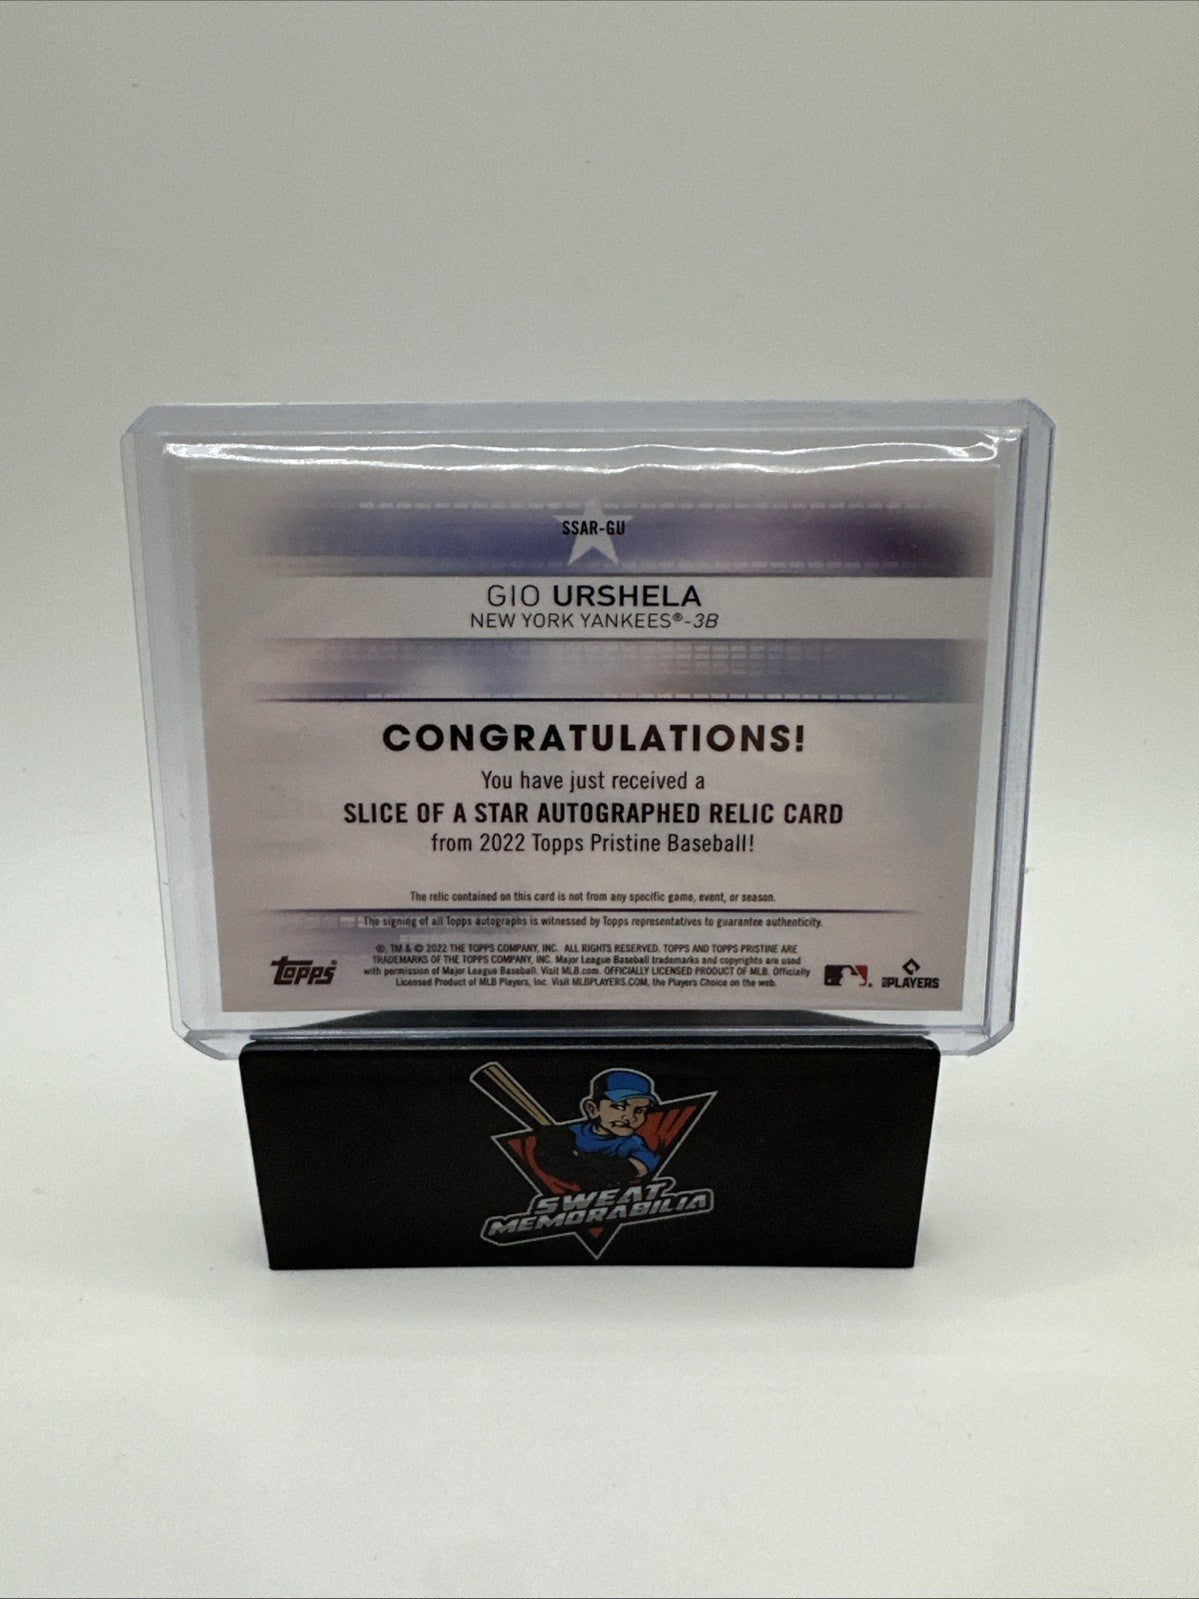 SSAR-GU
GIO URSHELA
NEW YORK YANKEES®-3B
CONGRATULATIONS!
You have just received a
SLICE OF A STAR AUTOGRAPHED RELIC CARD
from 2022 Topps Pristine Baseball!
The relic contained on this card is not from any specific game, event, or season.
The signing of all Topps autographs is witnessed by Topps representatives to guarantee authenticity.
®, TM & © 2022 THE TOPPS COMPANY, INC. ALL RIGHTS RESERVED. TOPPS AND TOPPS PRISTINE ARE
TRADEMARKS OF THE TOPPS COMPANY, INC. Major League Baseball trademarks and copyrights are used
with permission of Major League Baseball. Visit MLB.com. OFFICIALLY LICENSED PRODUCT OF MLB. Officially
Licensed Product of MLB Players, Inc. Visit MLBPLAYERS.COM, the Players Choice on the web.
topps
PLAYERS
SWEAT
MEMORABILIA